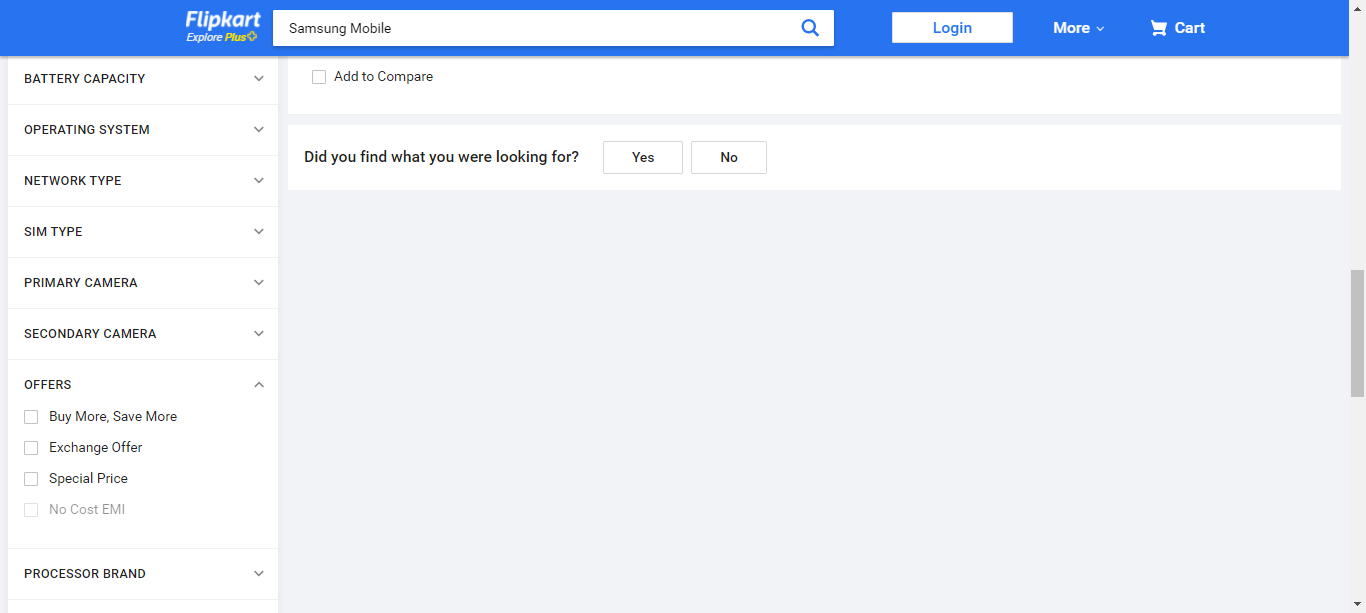 Flipkart
Explore Plus
Samsung Mobile
Login
More
Cart
BATTERY CAPACITY
OPERATING SYSTEM
NETWORK TYPE
SIM TYPE
PRIMARY CAMERA
SECONDARY CAMERA
OFFERS
Buy More, Save More
Exchange Offer
Special Price
No Cost EMI
PROCESSOR BRAND
Add to Compare
Did you find what you were looking for?
Yes
No